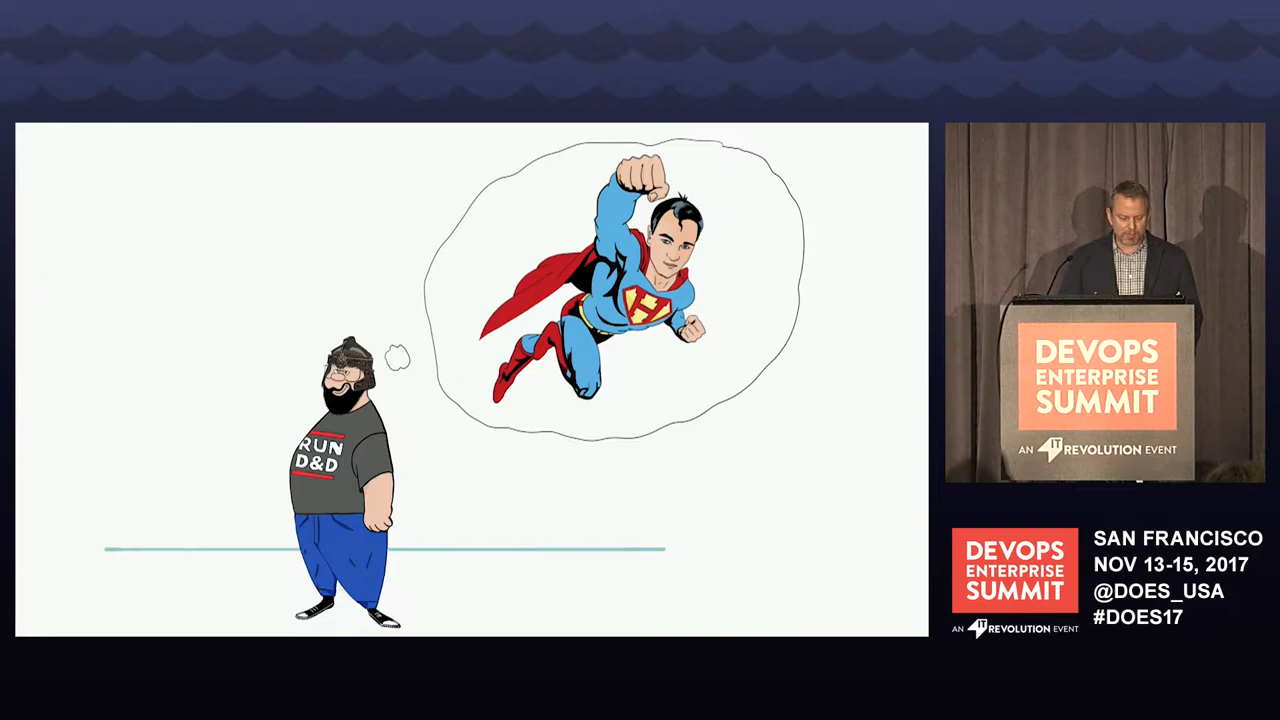 RUN
D&D
H
DEVOPS
ENTERPRISE
SUMMIT
AN IT REVOLUTION EVENT
DEVOPS
ENTERPRISE
SUMMIT
AN IT REVOLUTION EVENT
SAN FRANCISCO
NOV 13-15, 2017
@DOES_USA
#DOES17